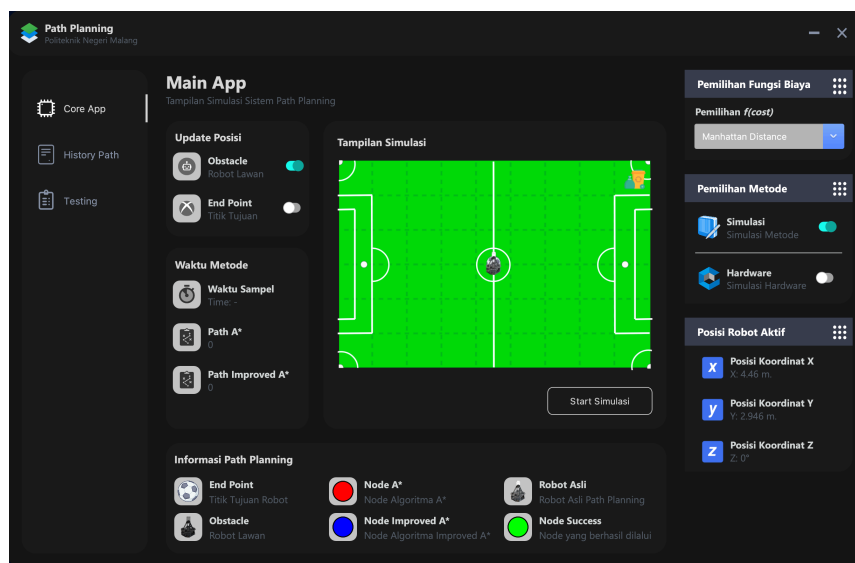 Path Planning
Politeknik Negeri Malang
Core App
History Path
Testing
Main App
Tampilan Simulasi Sistem Path Planning
Update Posisi
Obstacle
Robot Lawan
End Point
Titik Tujuan
Waktu Metode
Waktu Sampel
Time: -
Path A*
0
Path Improved A*
0
Tampilan Simulasi
Start Simulasi
Informasi Path Planning
End Point
Titik Tujuan Robot
Obstacle
Robot Lawan
Node A*
Node Algoritma A*
Node Improved A*
Node Algoritma Improved A*
Robot Asli
Robot Asli Path Planning
Node Success
Node yang berhasil dilalui
Pemilihan Fungsi Biaya
Pemilihan f(cost)
Manhattan Distance
Pemilihan Metode
Simulasi
Simulasi Metode
Hardware
Simulasi Hardware
Posisi Robot Aktif
X
Posisi Koordinat X
X: 4.46 m.
y
Posisi Koordinat Y
Y: 2.946 m.
Z
Posisi Koordinat Z
Z: 0°